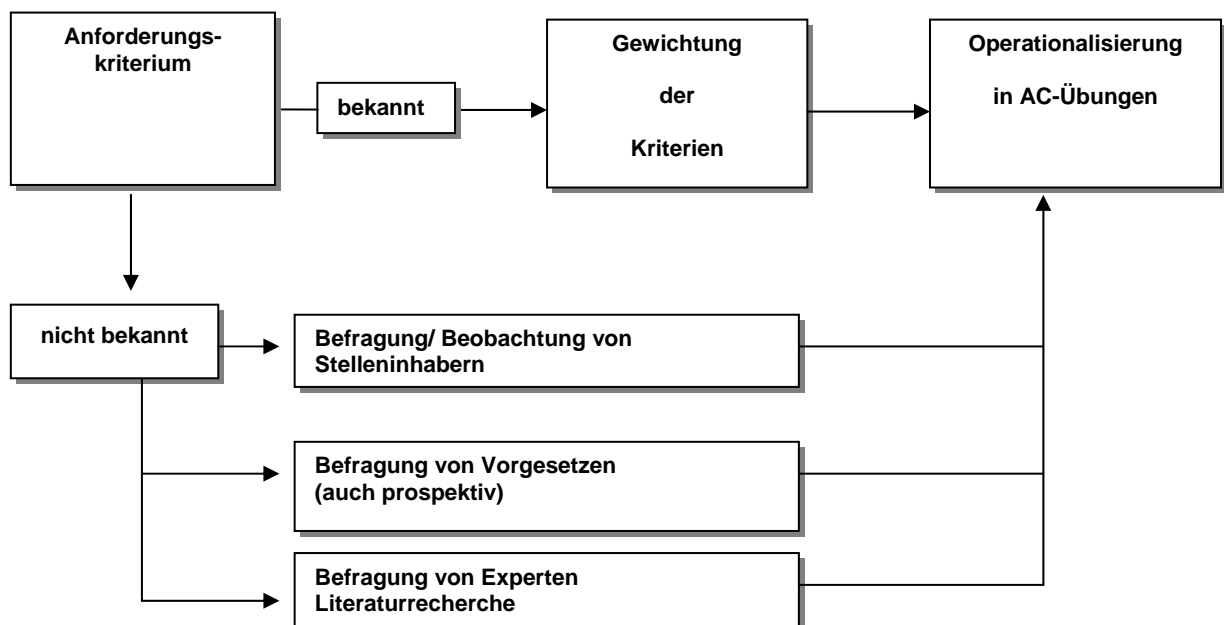 Anforderungs-
kriterium
bekannt
Gewichtung
der
Kriterien
Operationalisierung
in AC-Übungen
nicht bekannt
Befragung/ Beobachtung von
Stelleninhabern
Befragung von Vorgesetzen
(auch prospektiv)
Befragung von Experten
Literaturrecherche